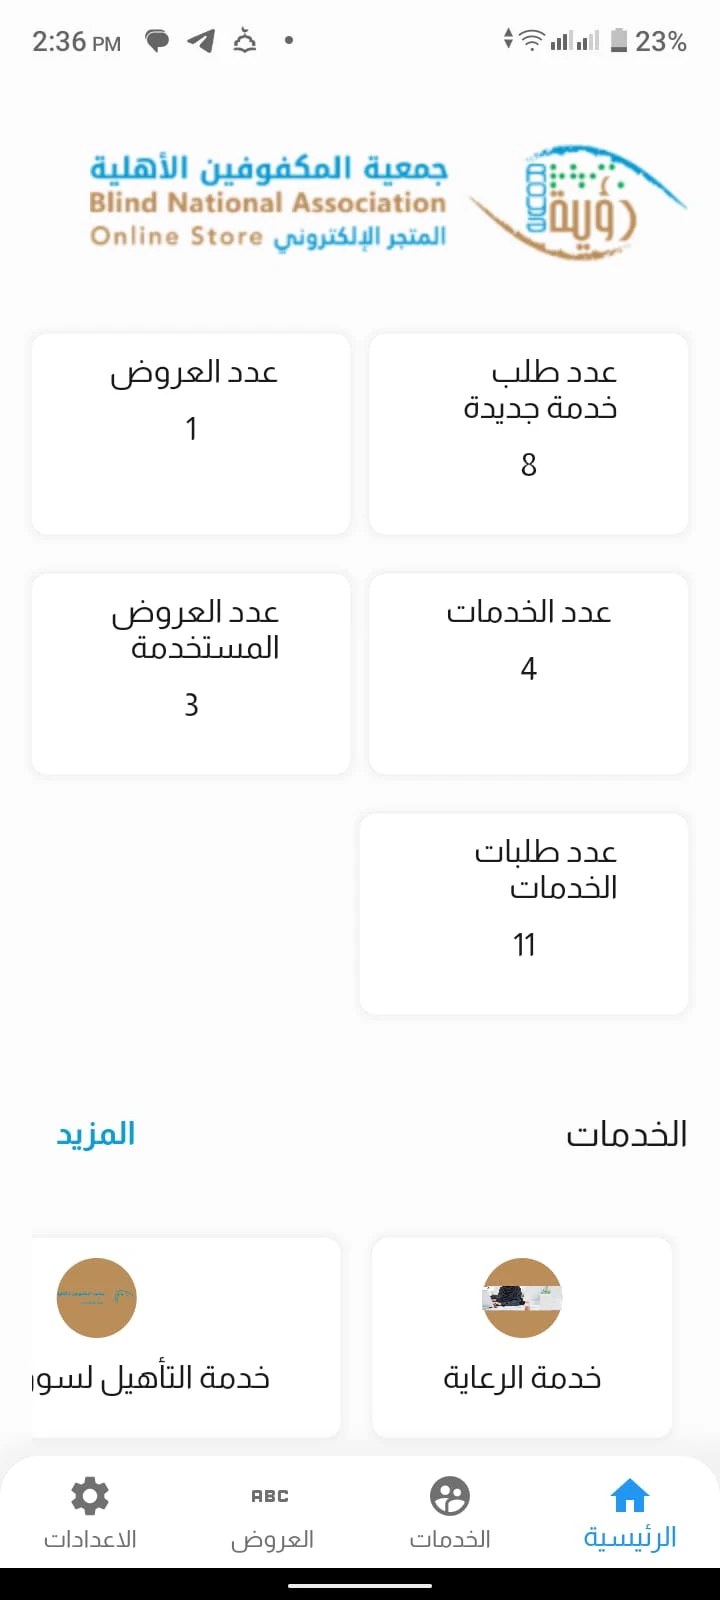 2:36 PM
23%
جمعية المكفوفين الأهلية
Blind National Association
Online Store المتجر الإلكتروني
رؤية
عدد طلب
خدمة جديدة
8
عدد العروض
1
عدد الخدمات
4
عدد العروض
المستخدمة
3
عدد طلبات
الخدمات
11
الخدمات
المزيد
خدمة الرعاية
خدمة التأهيل لسو
الرئيسية
الخدمات
ABC
العروض
الاعدادات